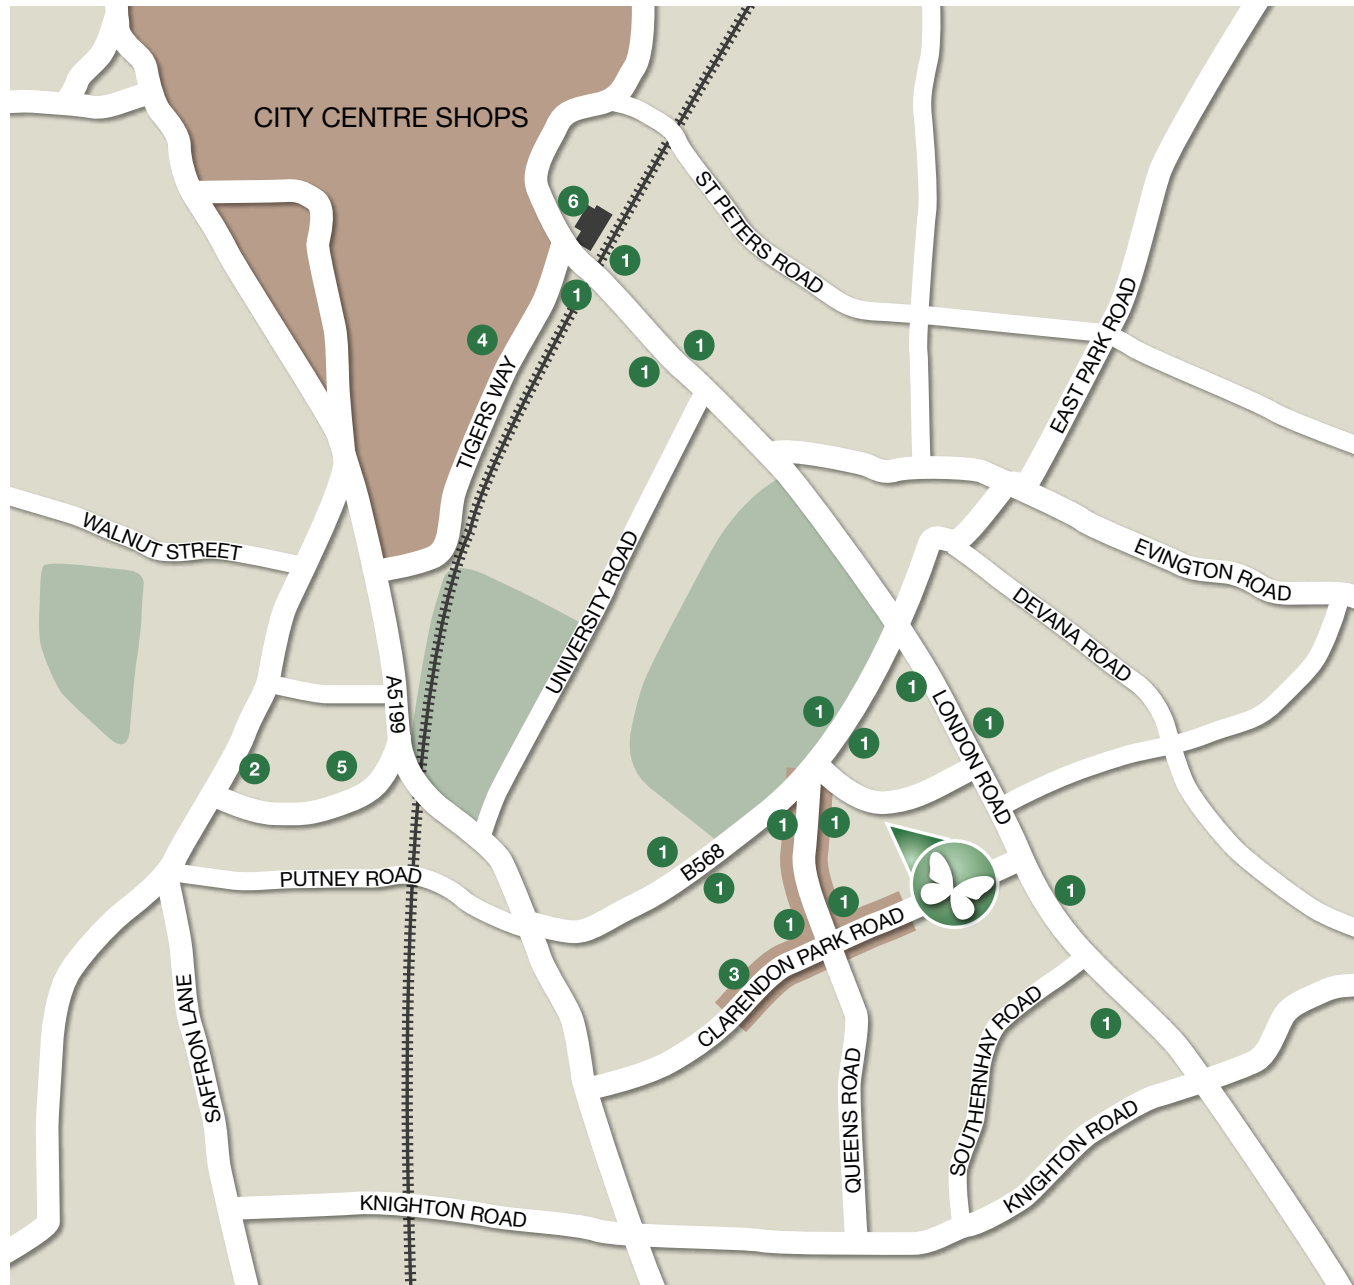 CITY CENTRE SHOPS
6
ST PETERS ROAD
1
1
EAST PARK ROAD
4
1
1
TIGERS WAY
WALNUT STREET
UNIVERSITY ROAD
EVINGTON ROAD
DEVANA ROAD
A5199
1
LONDON ROAD
1
1
1
2
5
1
1
B568
1
1
PUTNEY ROAD
1
1
1
CLARENDON PARK ROAD
3
SAFFRON LANE
SOUTHERNHAY ROAD
1
QUEENS ROAD
KNIGHTON ROAD
KNIGHTON ROAD